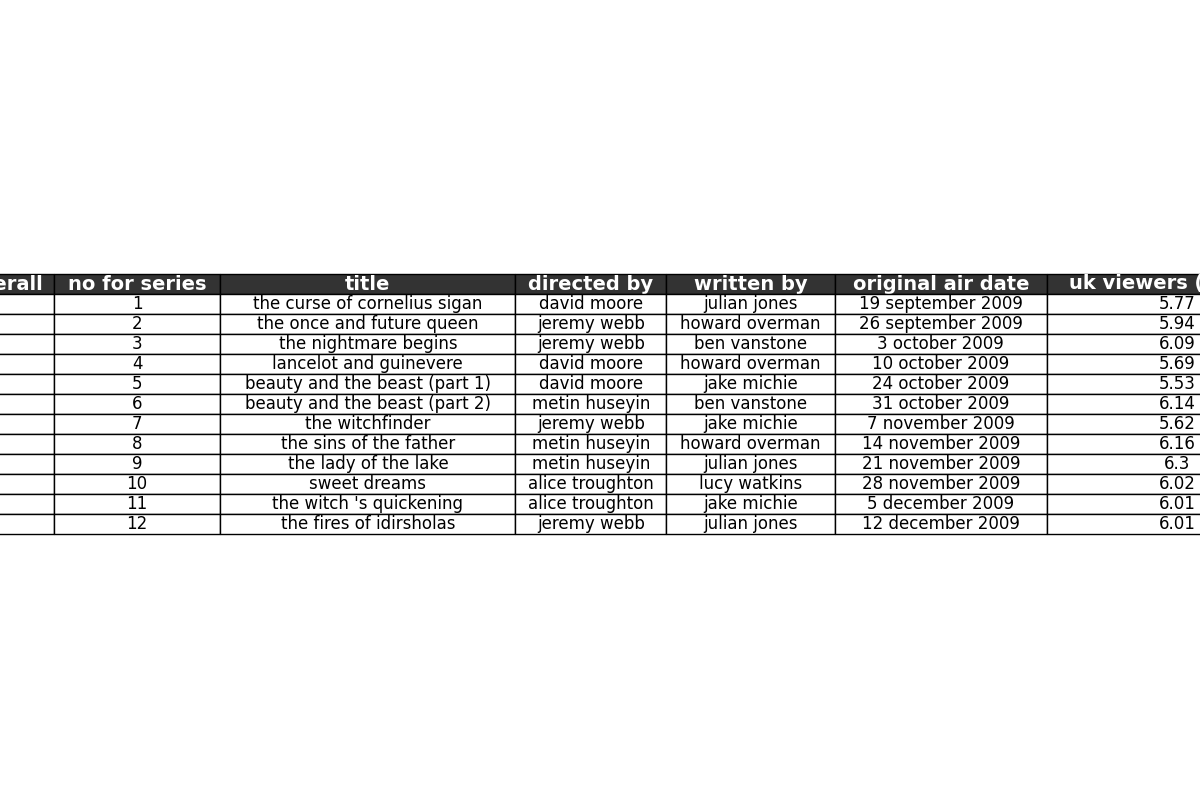 erall no for series title directed by written by original air date uk viewers (
1 the curse of cornelius sigan david moore julian jones 19 september 2009 5.77
2 the once and future queen jeremy webb howard overman 26 september 2009 5.94
3 the nightmare begins jeremy webb ben vanstone 3 october 2009 6.09
4 lancelot and guinevere david moore howard overman 10 october 2009 5.69
5 beauty and the beast (part 1) david moore jake michie 24 october 2009 5.53
6 beauty and the beast (part 2) metin huseyin ben vanstone 31 october 2009 6.14
7 the witchfinder jeremy webb jake michie 7 november 2009 5.62
8 the sins of the father metin huseyin howard overman 14 november 2009 6.16
9 the lady of the lake metin huseyin julian jones 21 november 2009 6.3
10 sweet dreams alice troughton lucy watkins 28 november 2009 6.02
11 the witch 's quickening alice troughton jake michie 5 december 2009 6.01
12 the fires of idirsholas jeremy webb julian jones 12 december 2009 6.01